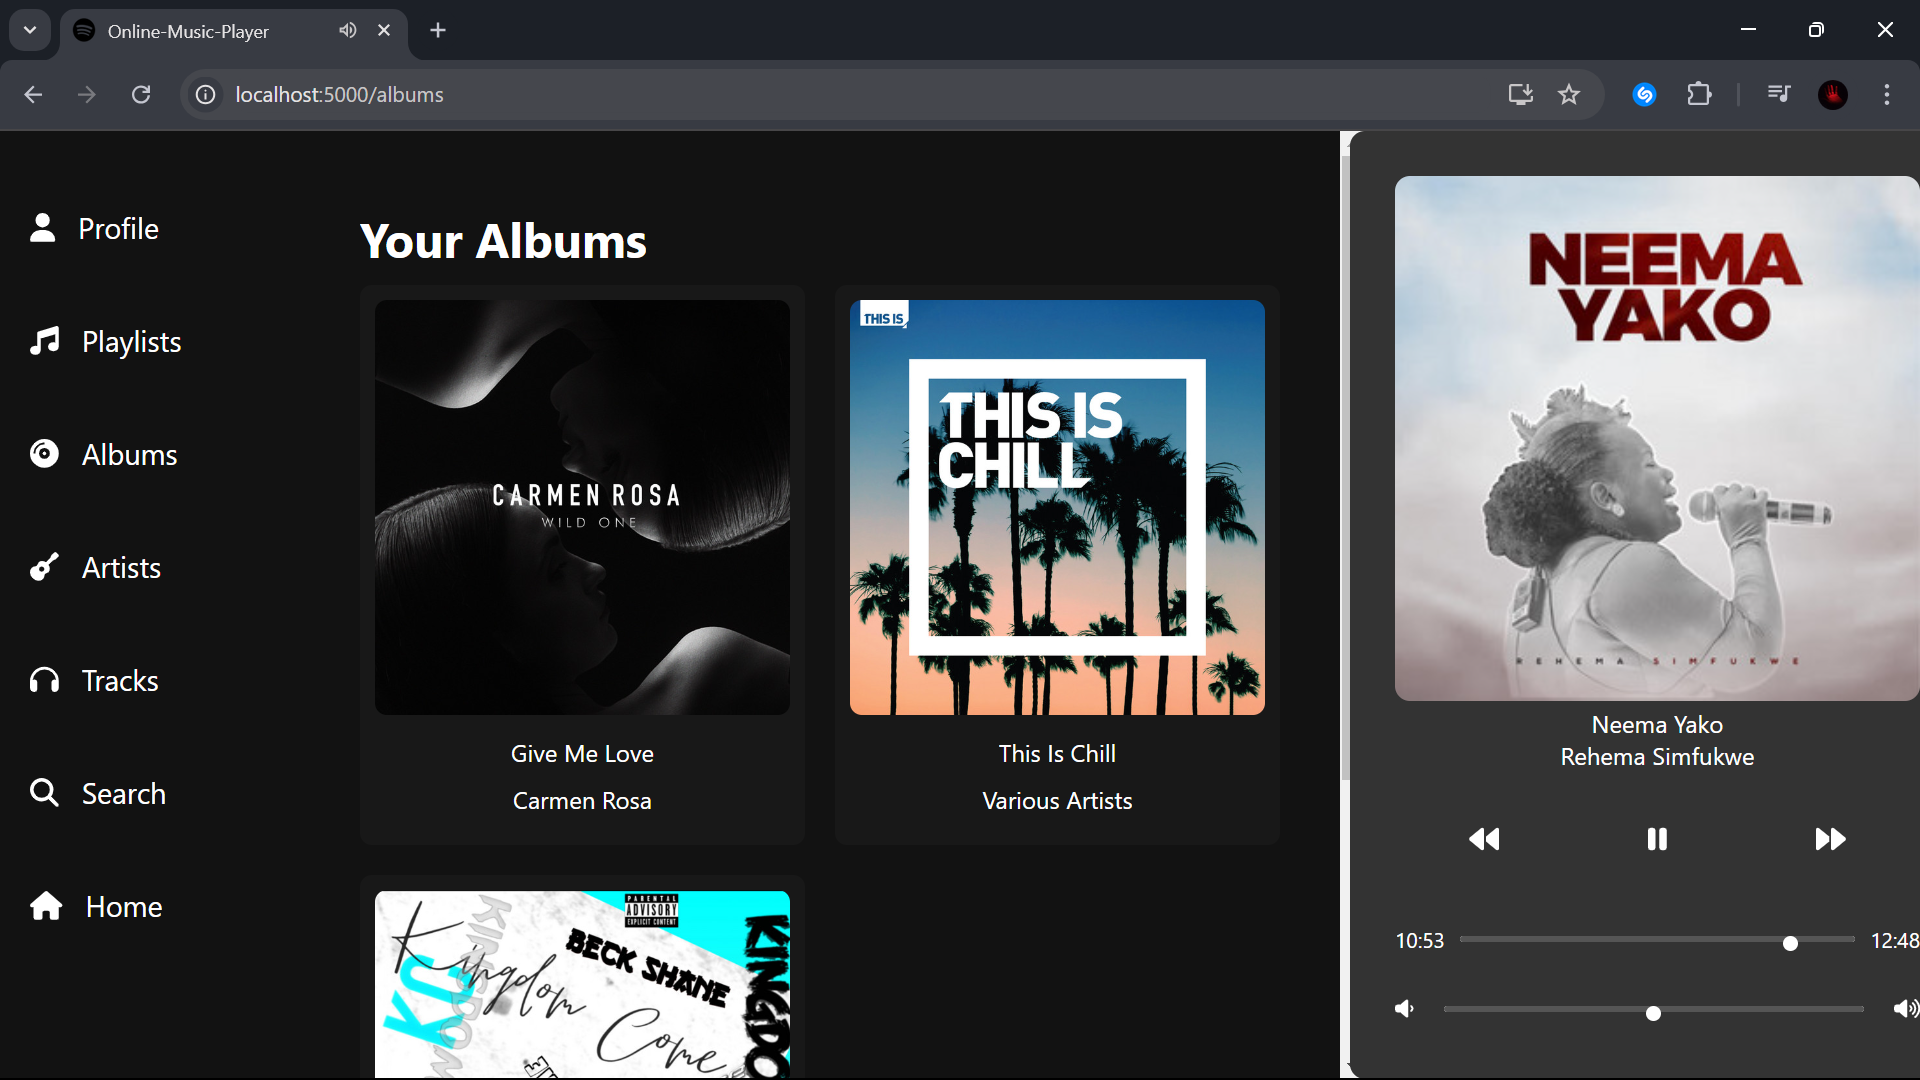 Online-Music-Player
localhost:5000/albums
Profile
Playlists
Albums
Artists
Tracks
Search
Home
Your Albums
CARMEN ROSA
WILD ONE
Give Me Love
Carmen Rosa
THIS IS
THIS IS
CHILL
This Is Chill
Various Artists
PARENTAL
ADVISORY
EXPLICIT CONTENT
BECK SHANE
Kingdom
Come
KC
NEEMA
YAKO
REHEMA SIMFUKWE
Neema Yako
Rehema Simfukwe
10:53
12:48